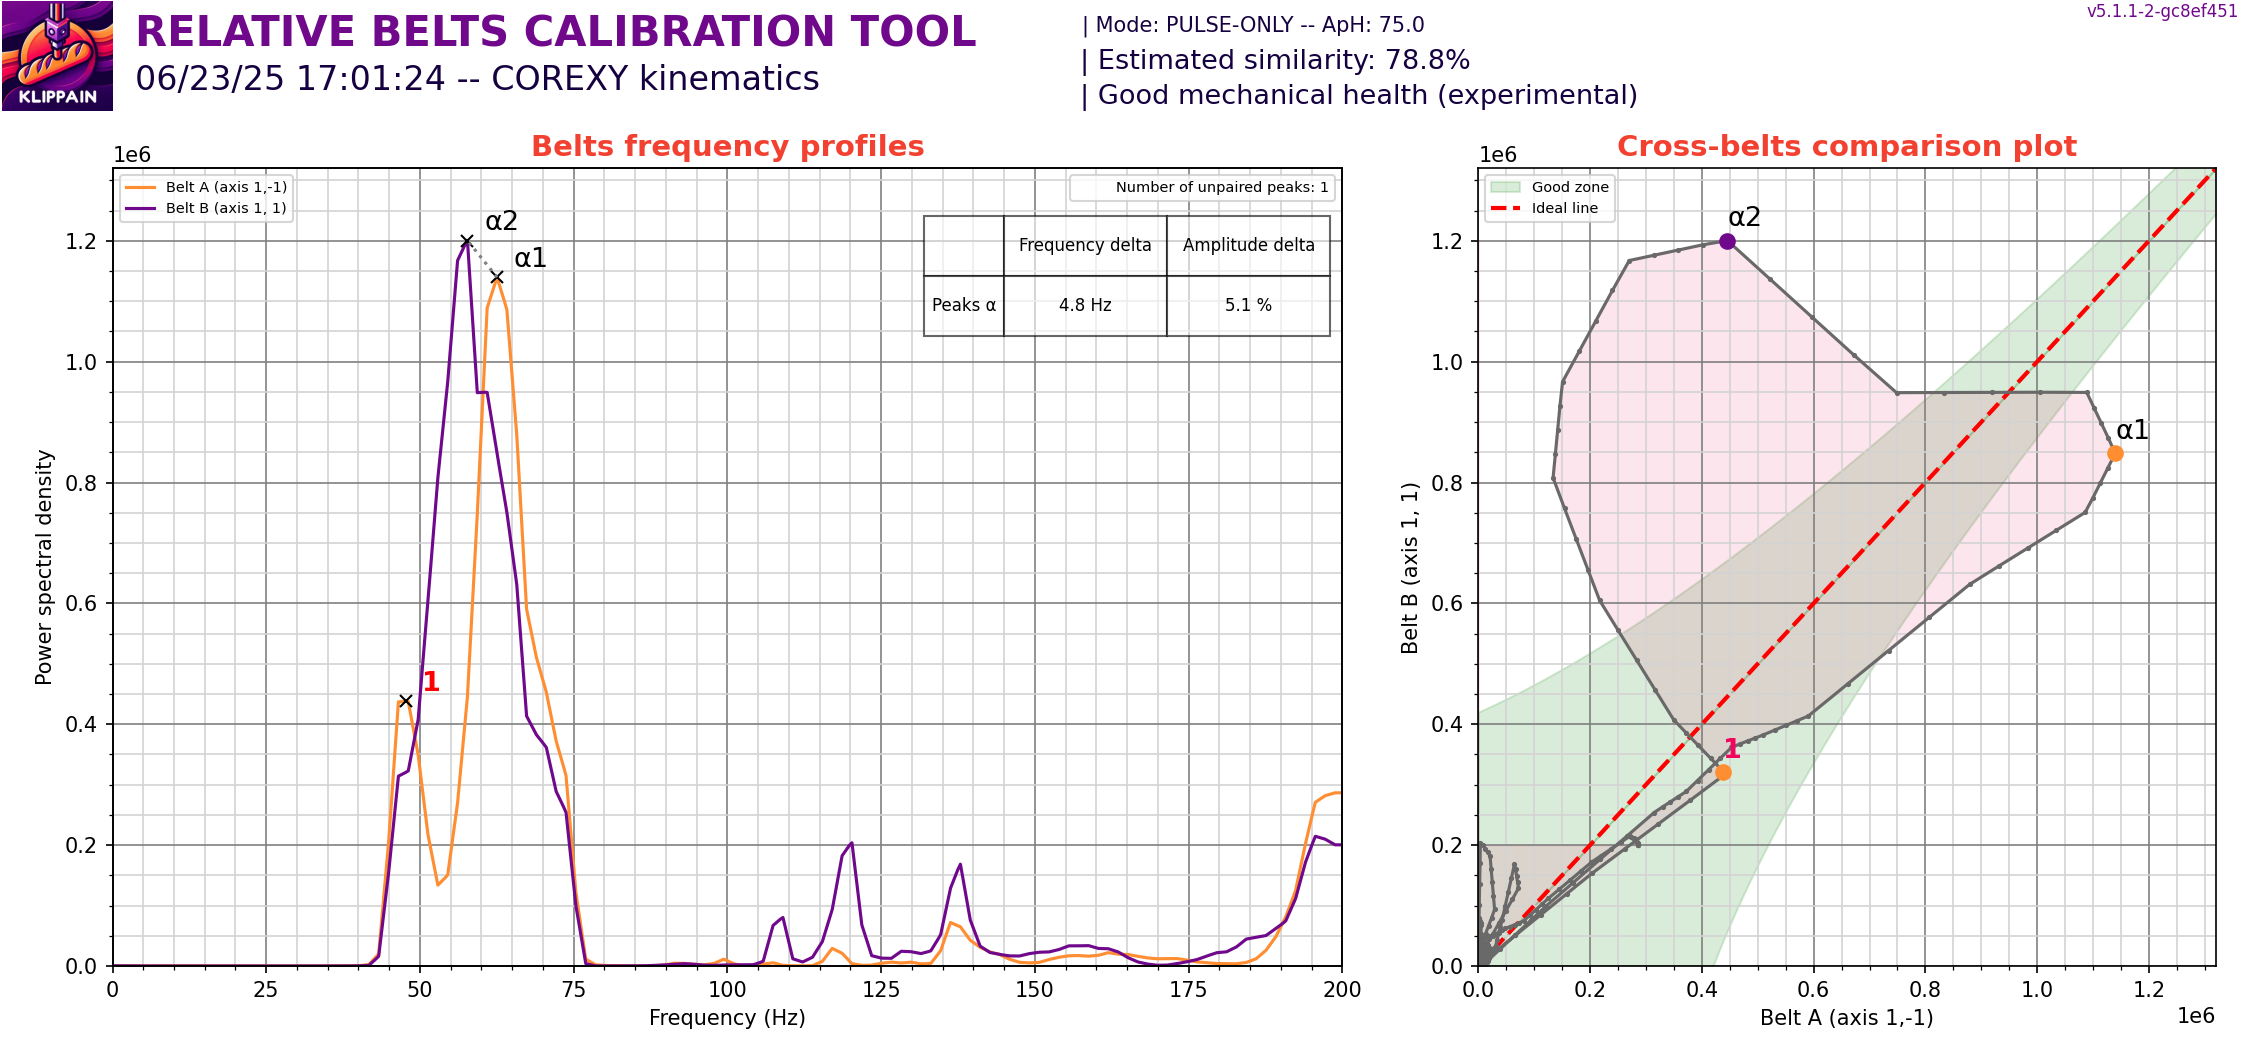 KLIPPAIN
RELATIVE BELTS CALIBRATION TOOL
06/23/25 17:01:24 -- COREXY kinematics
| Mode: PULSE-ONLY -- ApH: 75.0
| Estimated similarity: 78.8%
| Good mechanical health (experimental)
v5.1.1-2-gc8ef451
Belts frequency profiles
1e6
Belt A (axis 1,-1)
Belt B (axis 1, 1)
Number of unpaired peaks: 1
Frequency delta Amplitude delta
Peaks α 4.8 Hz 5.1 %
α2
α1
1
Power spectral density
1.2
1.0
0.8
0.6
0.4
0.2
0.0
0 25 50 75 100 125 150 175 200
Frequency (Hz)
Cross-belts comparison plot
1e6
Good zone
Ideal line
α2
α1
1
Belt B (axis 1, 1)
1.2
1.0
0.8
0.6
0.4
0.2
0.0
0.0 0.2 0.4 0.6 0.8 1.0 1.2
Belt A (axis 1,-1)
1e6